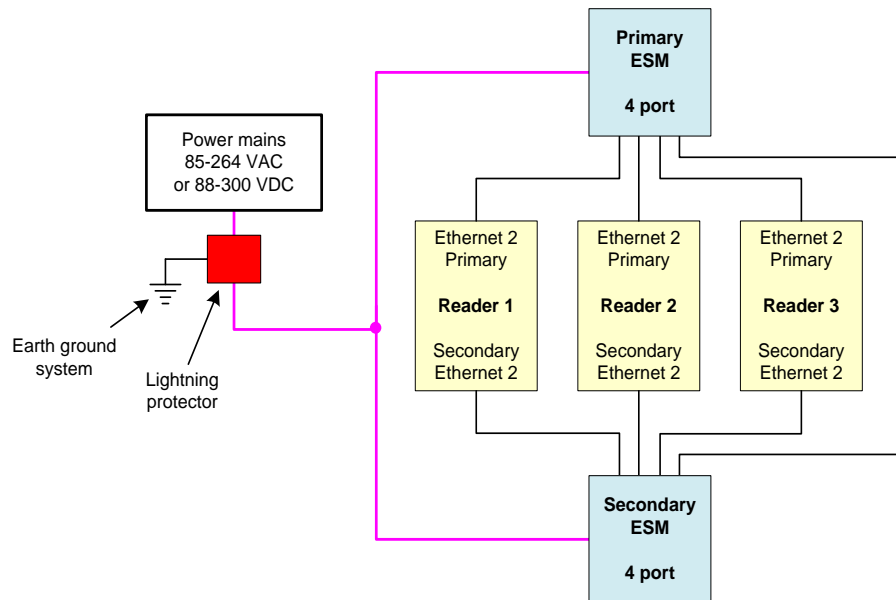 Primary
ESM
4 port
Power mains
85-264 VAC
or 88-300 VDC
Earth ground
system
Lightning
protector
Ethernet 2
Primary
Reader 1
Secondary
Ethernet 2
Ethernet 2
Primary
Reader 2
Secondary
Ethernet 2
Ethernet 2
Primary
Reader 3
Secondary
Ethernet 2
Secondary
ESM
4 port